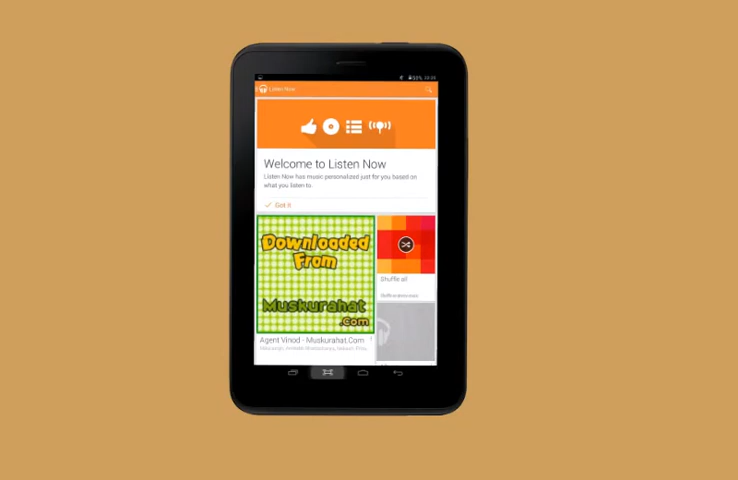 Listen Now
Welcome to Listen Now
Listen Now has music personalized just for you based on
what you listen to.
Got it
Downloaded
From
Muskurahat
.Com
Shuffle all
Agent Vinod - Muskurahat.Com